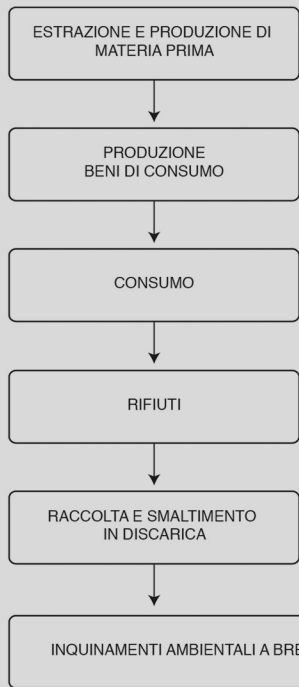 ESTRAZIONE E PRODUZIONE DI
MATERIA PRIMA
PRODUZIONE
BENI DI CONSUMO
CONSUMO
RIFIUTI
RACCOLTA E SMALTIMENTO
IN DISCARICA
INQUINAMENTI AMBIENTALI A